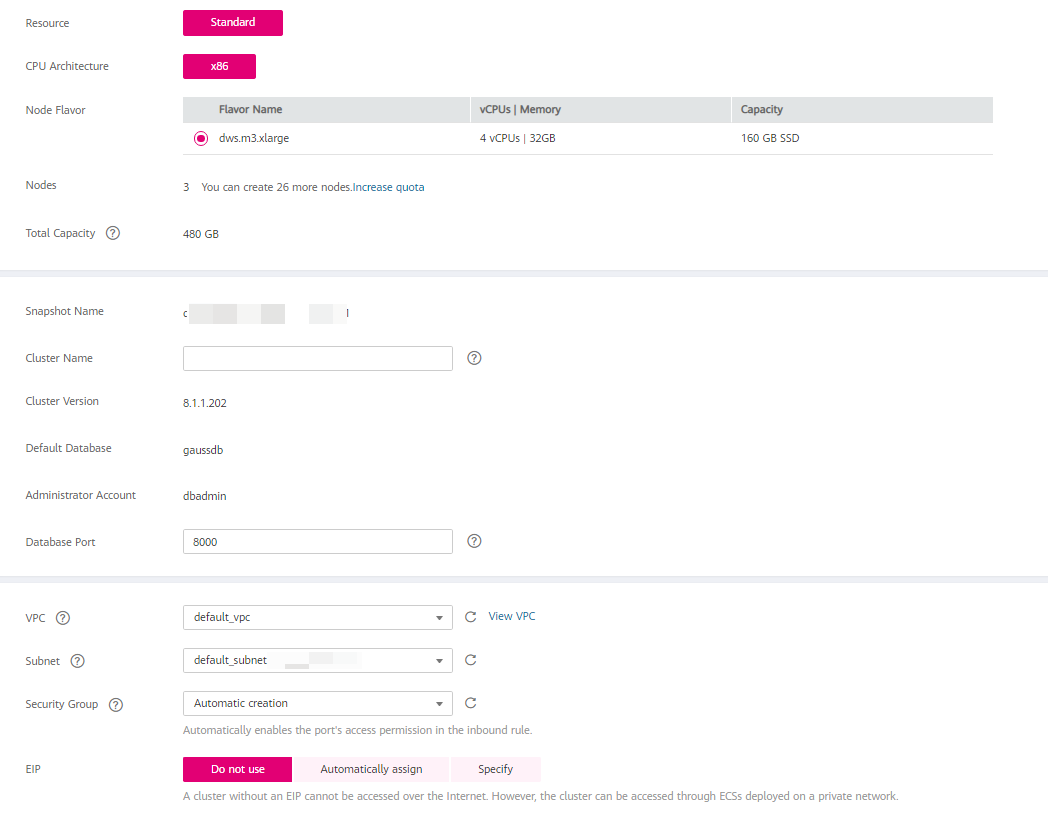 Resource Standard
CPU Architecture x86
Node Flavor Flavor Name vCPUs | Memory Capacity
dws.m3.xlarge 4 vCPUs | 32GB 160 GB SSD
Nodes 3 You can create 26 more nodes.Increase quota
Total Capacity ? 480 GB
Snapshot Name
Cluster Name ?
Cluster Version 8.1.1.202
Default Database gaussdb
Administrator Account dbadmin
Database Port 8000 ?
VPC ? default_vpc View VPC
Subnet ? default_subnet
Security Group ? Automatic creation
Automatically enables the port's access permission in the inbound rule.
EIP Do not use Automatically assign Specify
A cluster without an EIP cannot be accessed over the Internet. However, the cluster can be accessed through ECSs deployed on a private network.